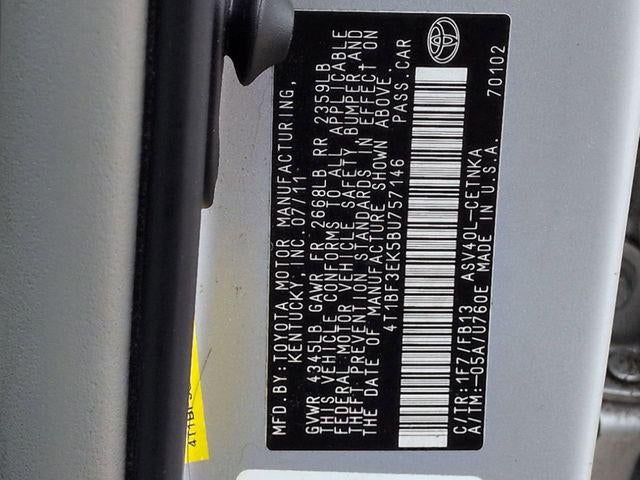 MFD.BY:TOYOTA MOTOR MANUFACTURING,
KENTUCKY, INC. 07/11
GVWR 4345LB GAWR FR 2668LB RR 2359LB
THIS VEHICLE CONFORMS TO ALL APPLICABLE
FEDERAL MOTOR VEHICLE SAFETY, BUMPER, AND
THEFT PREVENTION STANDARDS IN EFFECT ON
THE DATE OF MANUFACTURE SHOWN ABOVE.
4T1BF3EK5BU757146 PASS.CAR
C/TR:1F7 /FB13 ASV40L-CETNKA
A/TM:-05A/U760E MADE IN U.S.A.
70102
4T1BF3